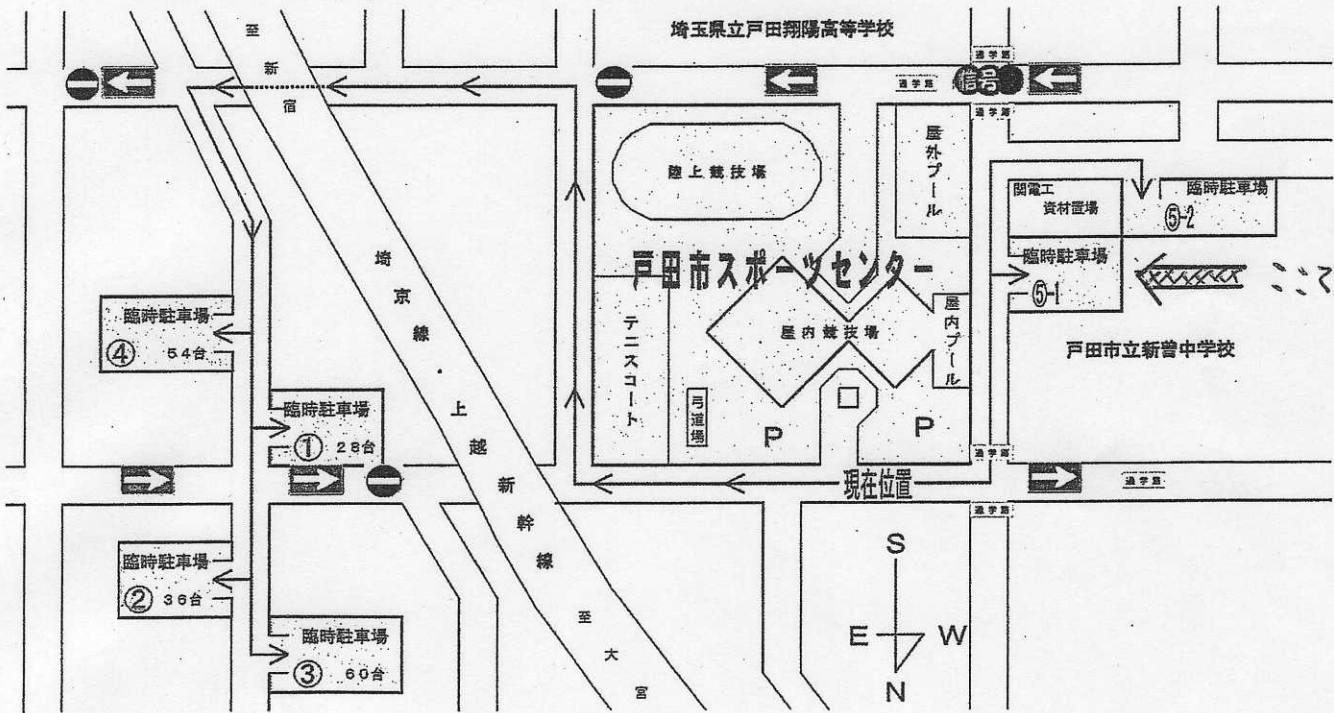 埼玉県立戸田翔陽高等学校
至新宿
通学路
通学路
信号
通学路
陸上競技場
屋外プール
関電工
資材置場
臨時駐車場
⑤-2
戸田市スポーツセンター
臨時駐車場
⑤-1
ここで
埼京線
上越新幹線
テニスコート
屋内競技場
屋内プール
弓道場
P
P
戸田市立新曽中学校
臨時駐車場
④ 54台
臨時駐車場
① 28台
現在位置
通学路
通学路
通学路
臨時駐車場
② 36台
臨時駐車場
③ 60台
至大宮
S
E W
N